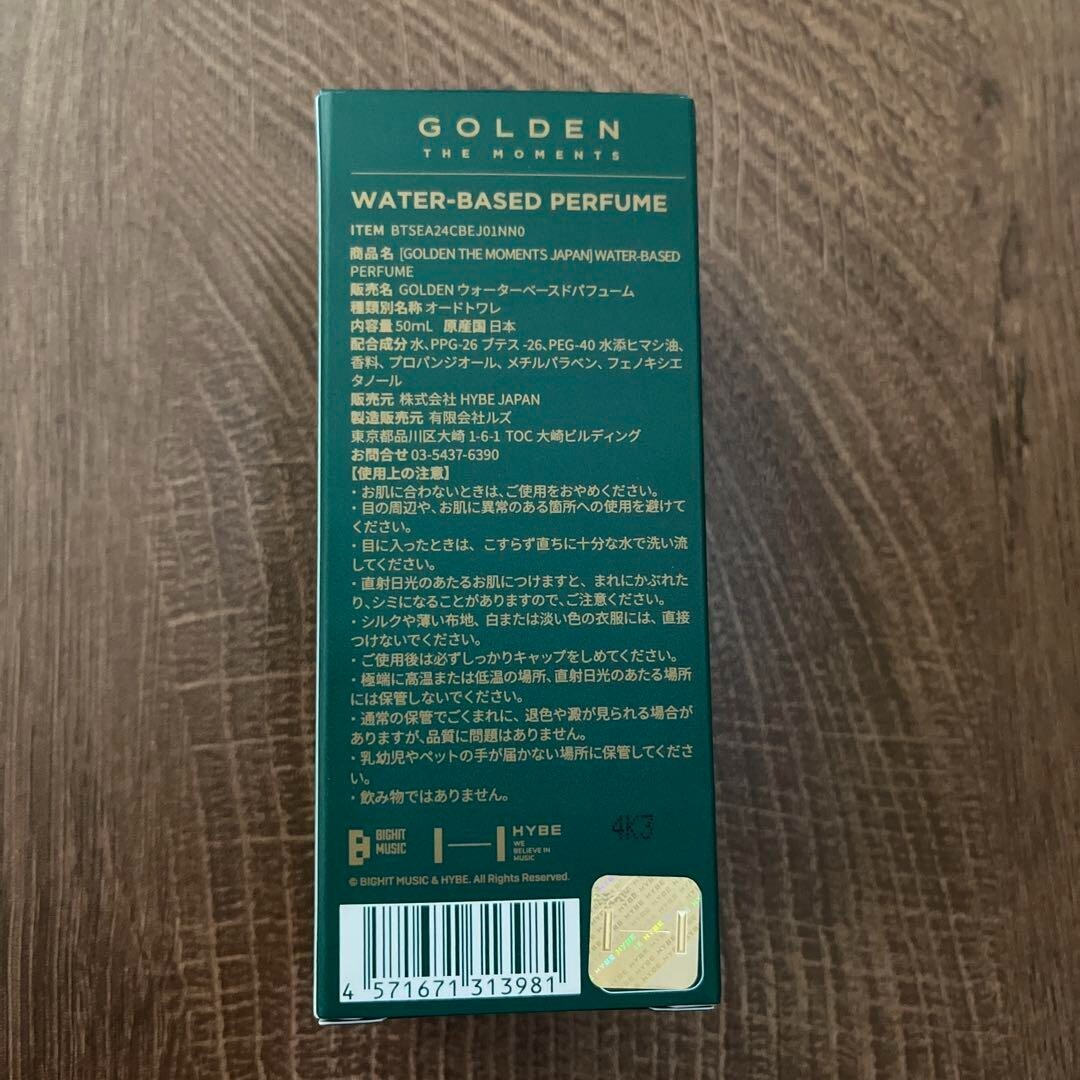 GOLDEN
THE MOMENTS
WATER-BASED PERFUME
ITEM BTSEA24CBEJ01NN0
商品名 [GOLDEN THE MOMENTS JAPAN] WATER-BASED
PERFUME
販売名 GOLDEN ウォーターベースドパフューム
種類別名称 オードトワレ
内容量 50mL 原産国 日本
配合成分 水、PPG-26 ブテス -26、PEG-40 水添ヒマシ油、
香料、プロパンジオール、メチルパラベン、フェノキシエ
タノール
販売元 株式会社 HYBE JAPAN
製造販売元 有限会社ルズ
東京都品川区大崎 1-6-1 TOC 大崎ビルディング
お問合せ 03-5437-6390
【使用上の注意】
・お肌に合わないときは、ご使用をおやめください。
・目の周辺や、お肌に異常のある箇所への使用を避けて
ください。
・目に入ったときは、こすらず直ちに十分な水で洗い流
してください。
・直射日光のあたるお肌につけますと、まれにかぶれた
り、シミになることがありますので、ご注意ください。
・シルクや薄い布地、白または淡い色の衣服には、直接
つけないでください。
・ご使用後は必ずしっかりキャップをしめてください。
・極端に高温または低温の場所、直射日光のあたる場所
には保管しないでください。
・通常の保管でごくまれに、退色や澱が見られる場合が
ありますが、品質に問題はありません。
・乳幼児やペットの手が届かない場所に保管してくださ
い。
・飲み物ではありません。
BIGHIT
MUSIC
HYBE
WE
BELIEVE IN
MUSIC
4K3
© BIGHIT MUSIC & HYBE. All Rights Reserved.
4 571671 313981